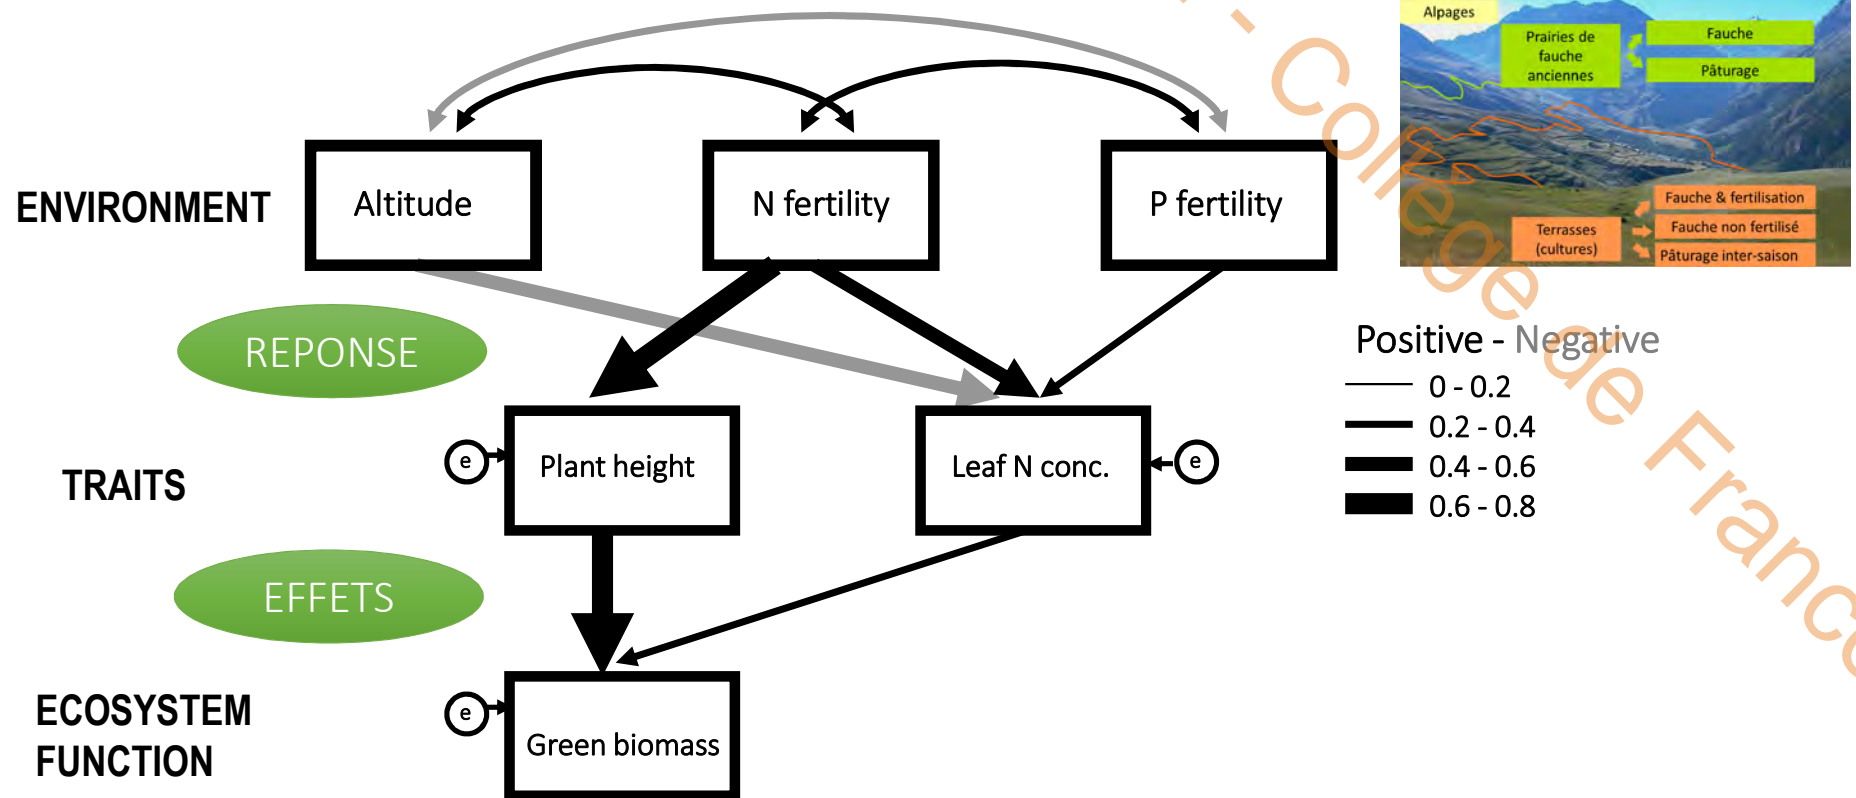 Alpages
Prairies de
fauche
anciennes
Fauche
Pâturage
Terrasses
(cultures)
Fauche & fertilisation
Fauche non fertilisé
Pâturage inter-saison
ENVIRONMENT
Altitude
N fertility
P fertility
REPONSE
Positive - Negative
0 - 0.2
0.2 - 0.4
0.4 - 0.6
0.6 - 0.8
TRAITS
e
Plant height
Leaf N conc.
e
EFFETS
ECOSYSTEM
FUNCTION
e
Green biomass
- Collège de France